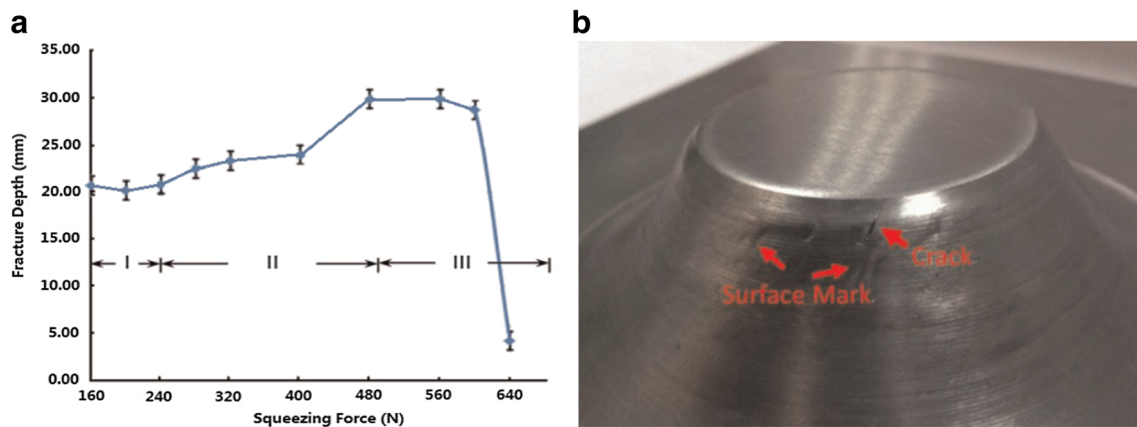 a
35.00
30.00
25.00
20.00
15.00
10.00
5.00
0.00
Fracture Depth (mm)
I II III
160 240 320 400 480 560 640
Squeezing Force (N)
b
Crack
Surface Mark